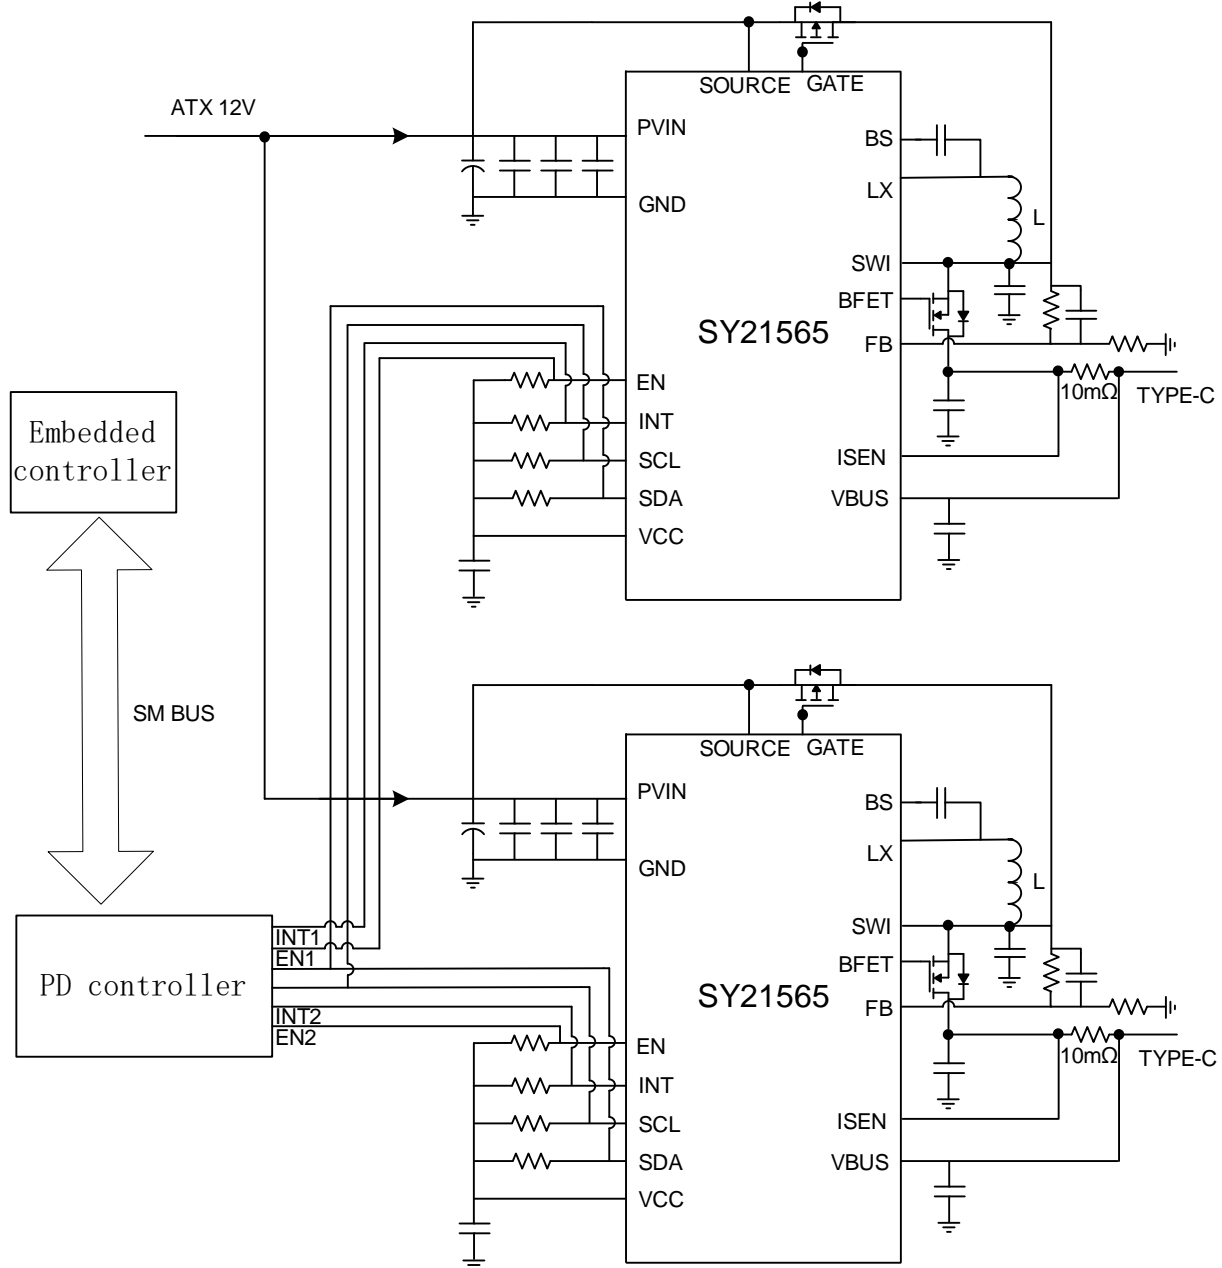 SOURCE GATE
ATX 12V
PVIN
BS
LX
GND
L
SWI
BFET
SY21565
FB
EN
10mΩ
TYPE-C
INT
Embedded
controller
SCL
ISEN
SDA
VBUS
VCC
SM BUS
SOURCE GATE
PVIN
BS
LX
GND
L
SWI
INT1
EN1
BFET
PD controller
SY21565
FB
INT2
EN2
EN
10mΩ
TYPE-C
INT
SCL
ISEN
SDA
VBUS
VCC